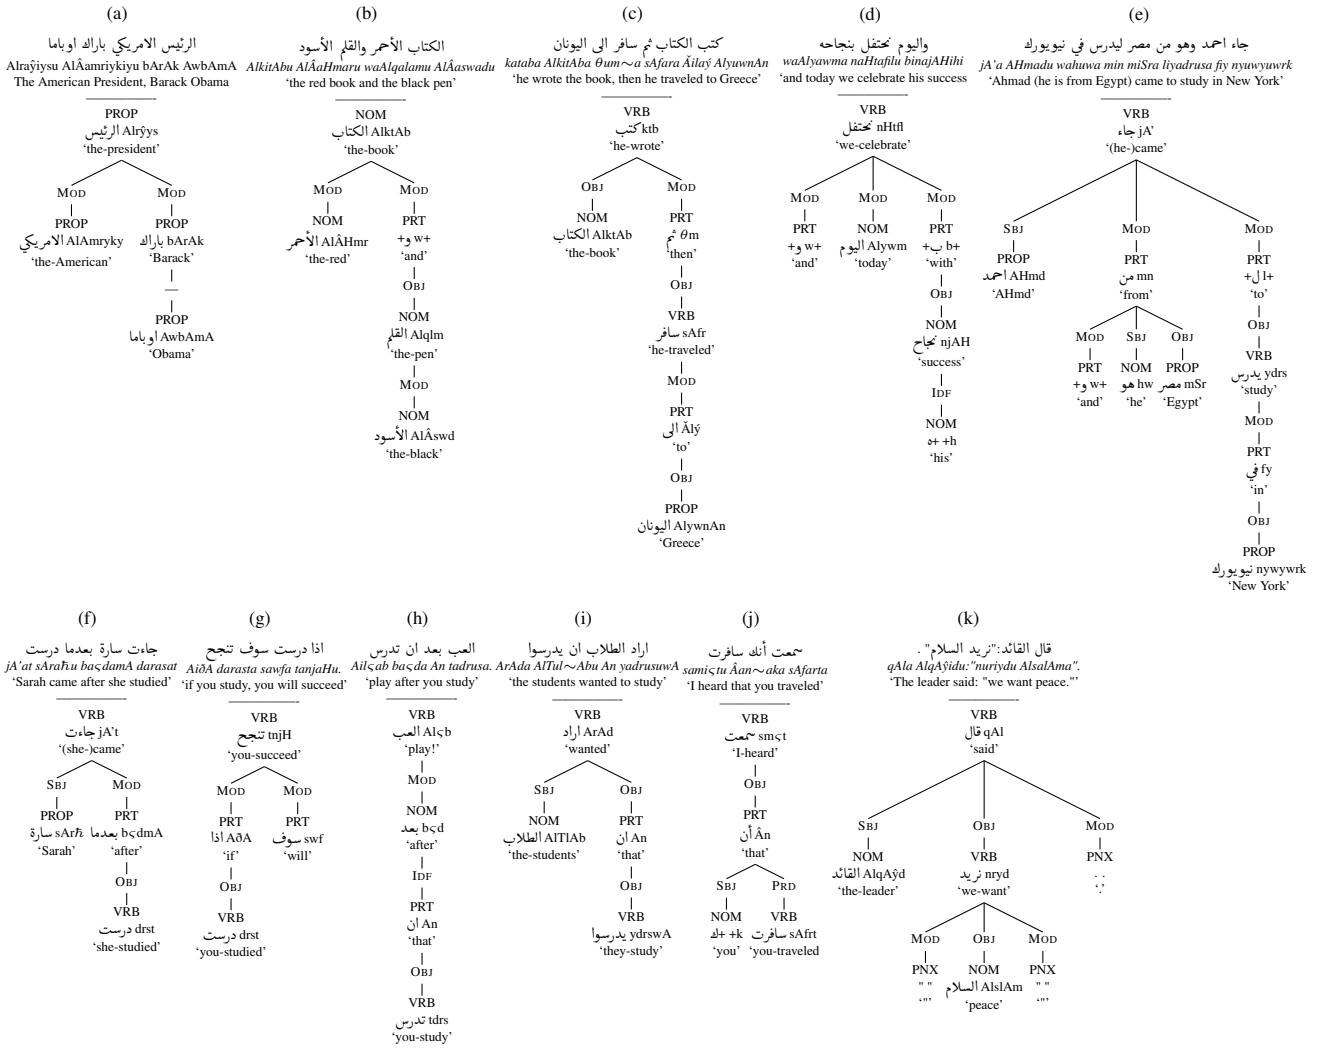 (a)
الرئيس الامريكي باراك اوباما
Alraŷiysu AlÂamriykiyu bArAk AwbAmA
The American President, Barack Obama
PROP
الرئيس Alrŷys
‘the-president’
MOD MOD
PROP PROP
الامريكي AlAmryky باراك bArAk
‘the-American’ ‘Barack’
—
PROP
اوباما AwbAmA
‘Obama’
(b)
الكتاب الأحمر والقلم الأسود
AlkitAbu AlÂaHmaru waAlqalamu AlÂaswadu
‘the red book and the black pen’
NOM
الكتاب AlktAb
‘the-book’
MOD MOD
NOM PRT
الأحمر AlÂHmr و+ w+
‘the-red’ ‘and’
OBJ
NOM
القلم Alqlm
‘the-pen’
MOD
NOM
الأسود AlÂswd
‘the-black’
(c)
كتب الكتاب ثم سافر الى اليونان
kataba AlkitAba θum∼a sAfara Ǎilaý AlyuwnAn
‘he wrote the book, then he traveled to Greece’
VRB
كتب ktb
‘he-wrote’
OBJ MOD
NOM PRT
الكتاب AlktAb ثم θm
‘the-book’ ‘then’
OBJ
VRB
سافر sAfr
‘he-traveled’
MOD
PRT
الى Ǎlý
‘to’
OBJ
PROP
اليونان AlywnAn
‘Greece’
(d)
واليوم نحتفل بنجاحه
waAlyawma naHtafilu binajAHihi
‘and today we celebrate his success
VRB
نحتفل nHtfl
‘we-celebrate’
MOD MOD MOD
PRT NOM PRT
و+ w+ اليوم Alywm ب+ b+
‘and’ ‘today’ ‘with’
OBJ
NOM
نجاح njAH
‘success’
IDF
NOM
+ه +h
‘his’
(e)
جاء احمد وهو من مصر ليدرس في نيويورك
jA'a AHmadu wahuwa min miSra liyadrusa fiy nyuwyuwrk
‘Ahmad (he is from Egypt) came to study in New York’
VRB
جاء jA'
‘(he-)came’
SBJ MOD MOD
PROP PRT PRT
احمد AHmd من mn ل+ l+
‘AHmd’ ‘from’ ‘to’
MOD SBJ OBJ OBJ
PRT NOM PROP VRB
و+ w+ هو hw مصر mSr يدرس ydrs
‘and’ ‘he’ ‘Egypt’ ‘study’
MOD
PRT
في fy
‘in’
OBJ
PROP
نيويورك nywywrk
‘New York’
(f)
جاءت سارة بعدما درست
jA'at sAraħu baςdamA darasat
‘Sarah came after she studied’
VRB
جاءت jA't
‘(she-)came’
SBJ MOD
PROP PRT
سارة sArħ بعدما bςdmA
‘Sarah’ ‘after’
OBJ
VRB
درست drst
‘she-studied’
(g)
اذا درست سوف تنجح
AiðA darasta sawfa tanjaHu.
‘if you study, you will succeed’
VRB
تنجح tnjH
‘you-succeed’
MOD MOD
PRT PRT
اذا AðA سوف swf
‘if’ ‘will’
OBJ
VRB
درست drst
‘you-studied’
(h)
العب بعد ان تدرس
Ailςab baςda An tadrusa.
‘play after you study’
VRB
العب Alςb
‘play!’
MOD
NOM
بعد bςd
‘after’
IDF
PRT
ان An
‘that’
OBJ
VRB
تدرس tdrs
‘you-study’
(i)
اراد الطلاب ان يدرسوا
ArAda AlTul∼Abu An yadrusuwA
‘the students wanted to study’
VRB
اراد ArAd
‘wanted’
SBJ OBJ
NOM PRT
الطلاب AlTlAb ان An
‘the-students’ ‘that’
OBJ
VRB
يدرسوا ydrswA
‘they-study’
(j)
سمعت أنك سافرت
samiςtu Âan∼aka sAfarta
‘I heard that you traveled’
VRB
سمعت smςt
‘I-heard’
OBJ
PRT
أن Ân
‘that’
SBJ PRD
NOM VRB
+ك +k سافرت sAfrt
‘you’ ‘you-traveled
(k)
قال القائد:"نريد السلام" .
qAla AlqAŷidu:"nuriydu AlsalAma".
‘The leader said: "we want peace."’
VRB
قال qAl
‘said’
SBJ OBJ MOD
NOM VRB PNX
القائد AlqAŷd نريد nryd . .
‘the-leader’ ‘we-want’ ‘.’
MOD OBJ MOD
PNX NOM PNX
" " السلام AlslAm " "
‘"’ ‘peace’ ‘"’